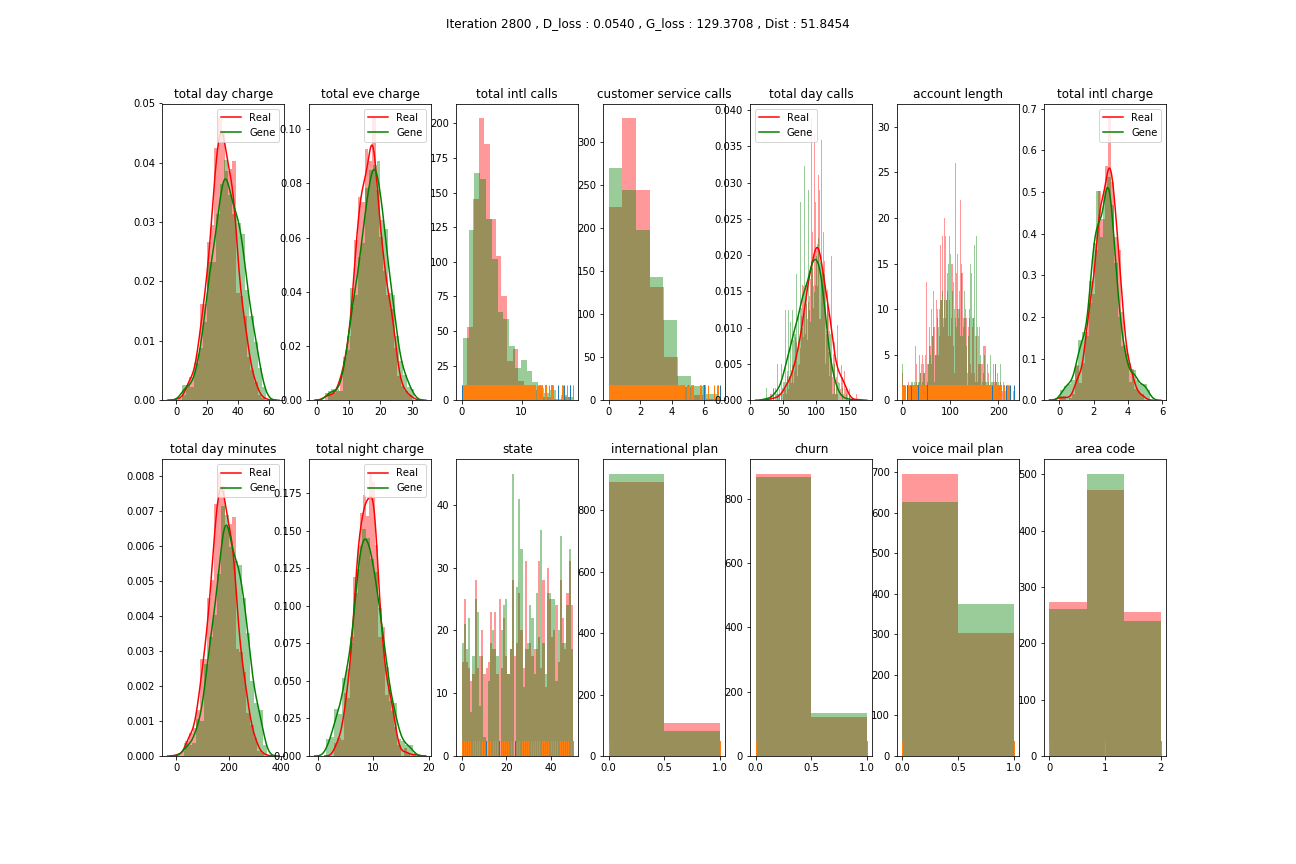 Iteration 2800 , D_loss : 0.0540 , G_loss : 129.3708 , Dist : 51.8454
total day charge
Real
Gene
0.05
0.04
0.03
0.02
0.01
0.00
0 20 40 60
total eve charge
Real
Gene
0.10
0.08
0.06
0.04
0.02
0.00
0 10 20 30
total intl calls
200
175
150
125
100
75
50
25
0
0 10
customer service calls
300
250
200
150
100
50
0
0 2 4 6
total day calls
Real
Gene
0.040
0.035
0.030
0.025
0.020
0.015
0.010
0.005
0.000
0 50 100 150
account length
30
25
20
15
10
5
0
0 100 200
total intl charge
Real
Gene
0.7
0.6
0.5
0.4
0.3
0.2
0.1
0.0
0 2 4 6
total day minutes
Real
Gene
0.008
0.007
0.006
0.005
0.004
0.003
0.002
0.001
0.000
0 200 400
total night charge
Real
Gene
0.175
0.150
0.125
0.100
0.075
0.050
0.025
0.000
0 10 20
state
40
30
20
10
0
0 20 40
international plan
800
600
400
200
0
0.0 0.5 1.0
churn
800
600
400
200
0
0.0 0.5 1.0
voice mail plan
700
600
500
400
300
200
100
0
0.0 0.5 1.0
area code
500
400
300
200
100
0
0 1 2